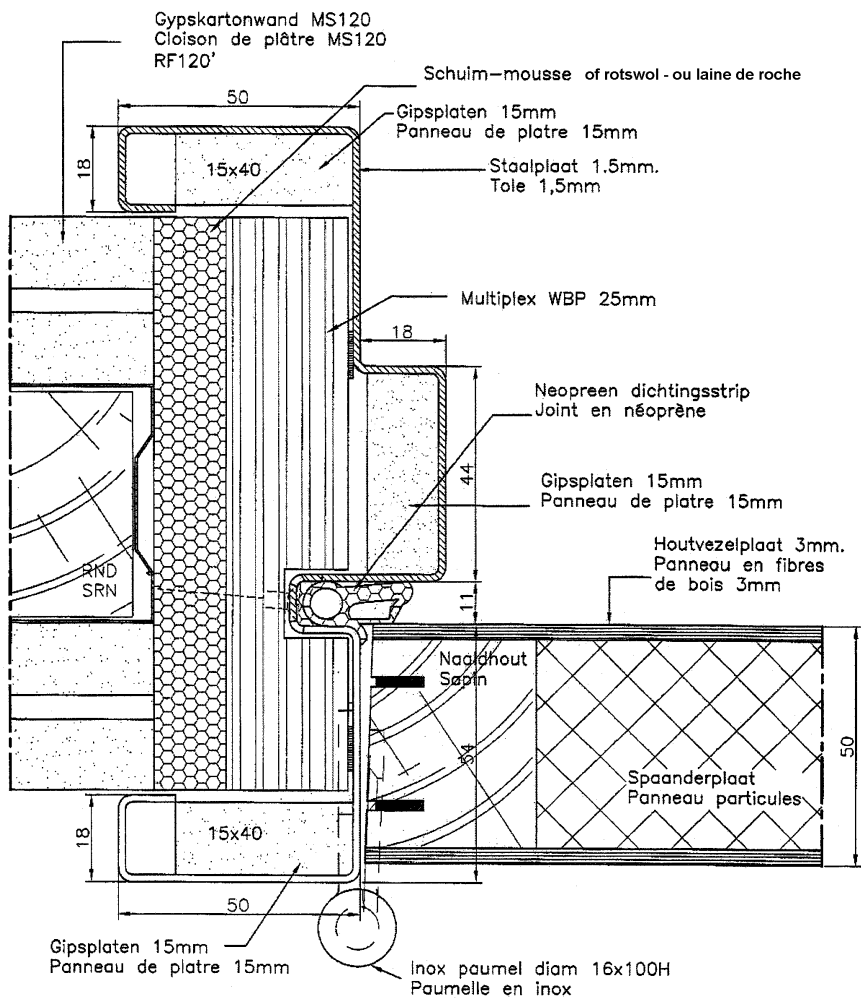 Gypskartonwand MS120
Cloison de plâtre MS120
RF120'
Schuim-mousse of rotswol - ou laine de roche
50
Gipsplaten 15mm
Panneau de platre 15mm
18
15x40
Staalplaat 1.5mm.
Tole 1,5mm
Multiplex WBP 25mm
18
Neopreen dichtingsstrip
Joint en néoprène
44
Gipsplaten 15mm
Panneau de platre 15mm
Houtvezelplaat 3mm.
Panneau en fibres
de bois 3mm
RND
SRN
11
Naaldhout
Sapin
54
50
Spaanderplaat
Panneau particules
18
15x40
50
Gipsplaten 15mm
Panneau de platre 15mm
Inox paumel diam 16x100H
Paumelle en inox